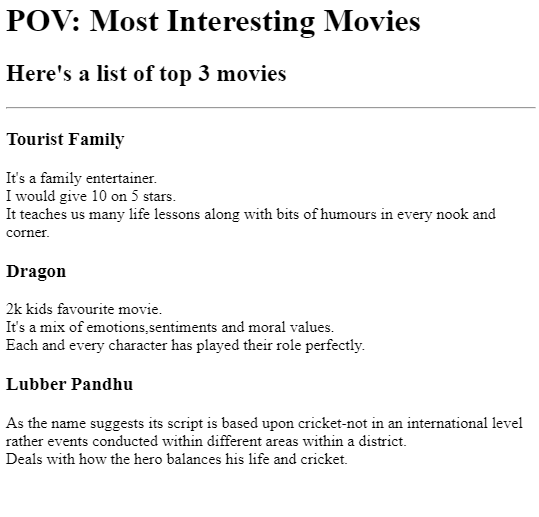 POV: Most Interesting Movies
Here's a list of top 3 movies
Tourist Family
It's a family entertainer.
I would give 10 on 5 stars.
It teaches us many life lessons along with bits of humours in every nook and
corner.
Dragon
2k kids favourite movie.
It's a mix of emotions,sentiments and moral values.
Each and every character has played their role perfectly.
Lubber Pandhu
As the name suggests its script is based upon cricket-not in an international level
rather events conducted within different areas within a district.
Deals with how the hero balances his life and cricket.